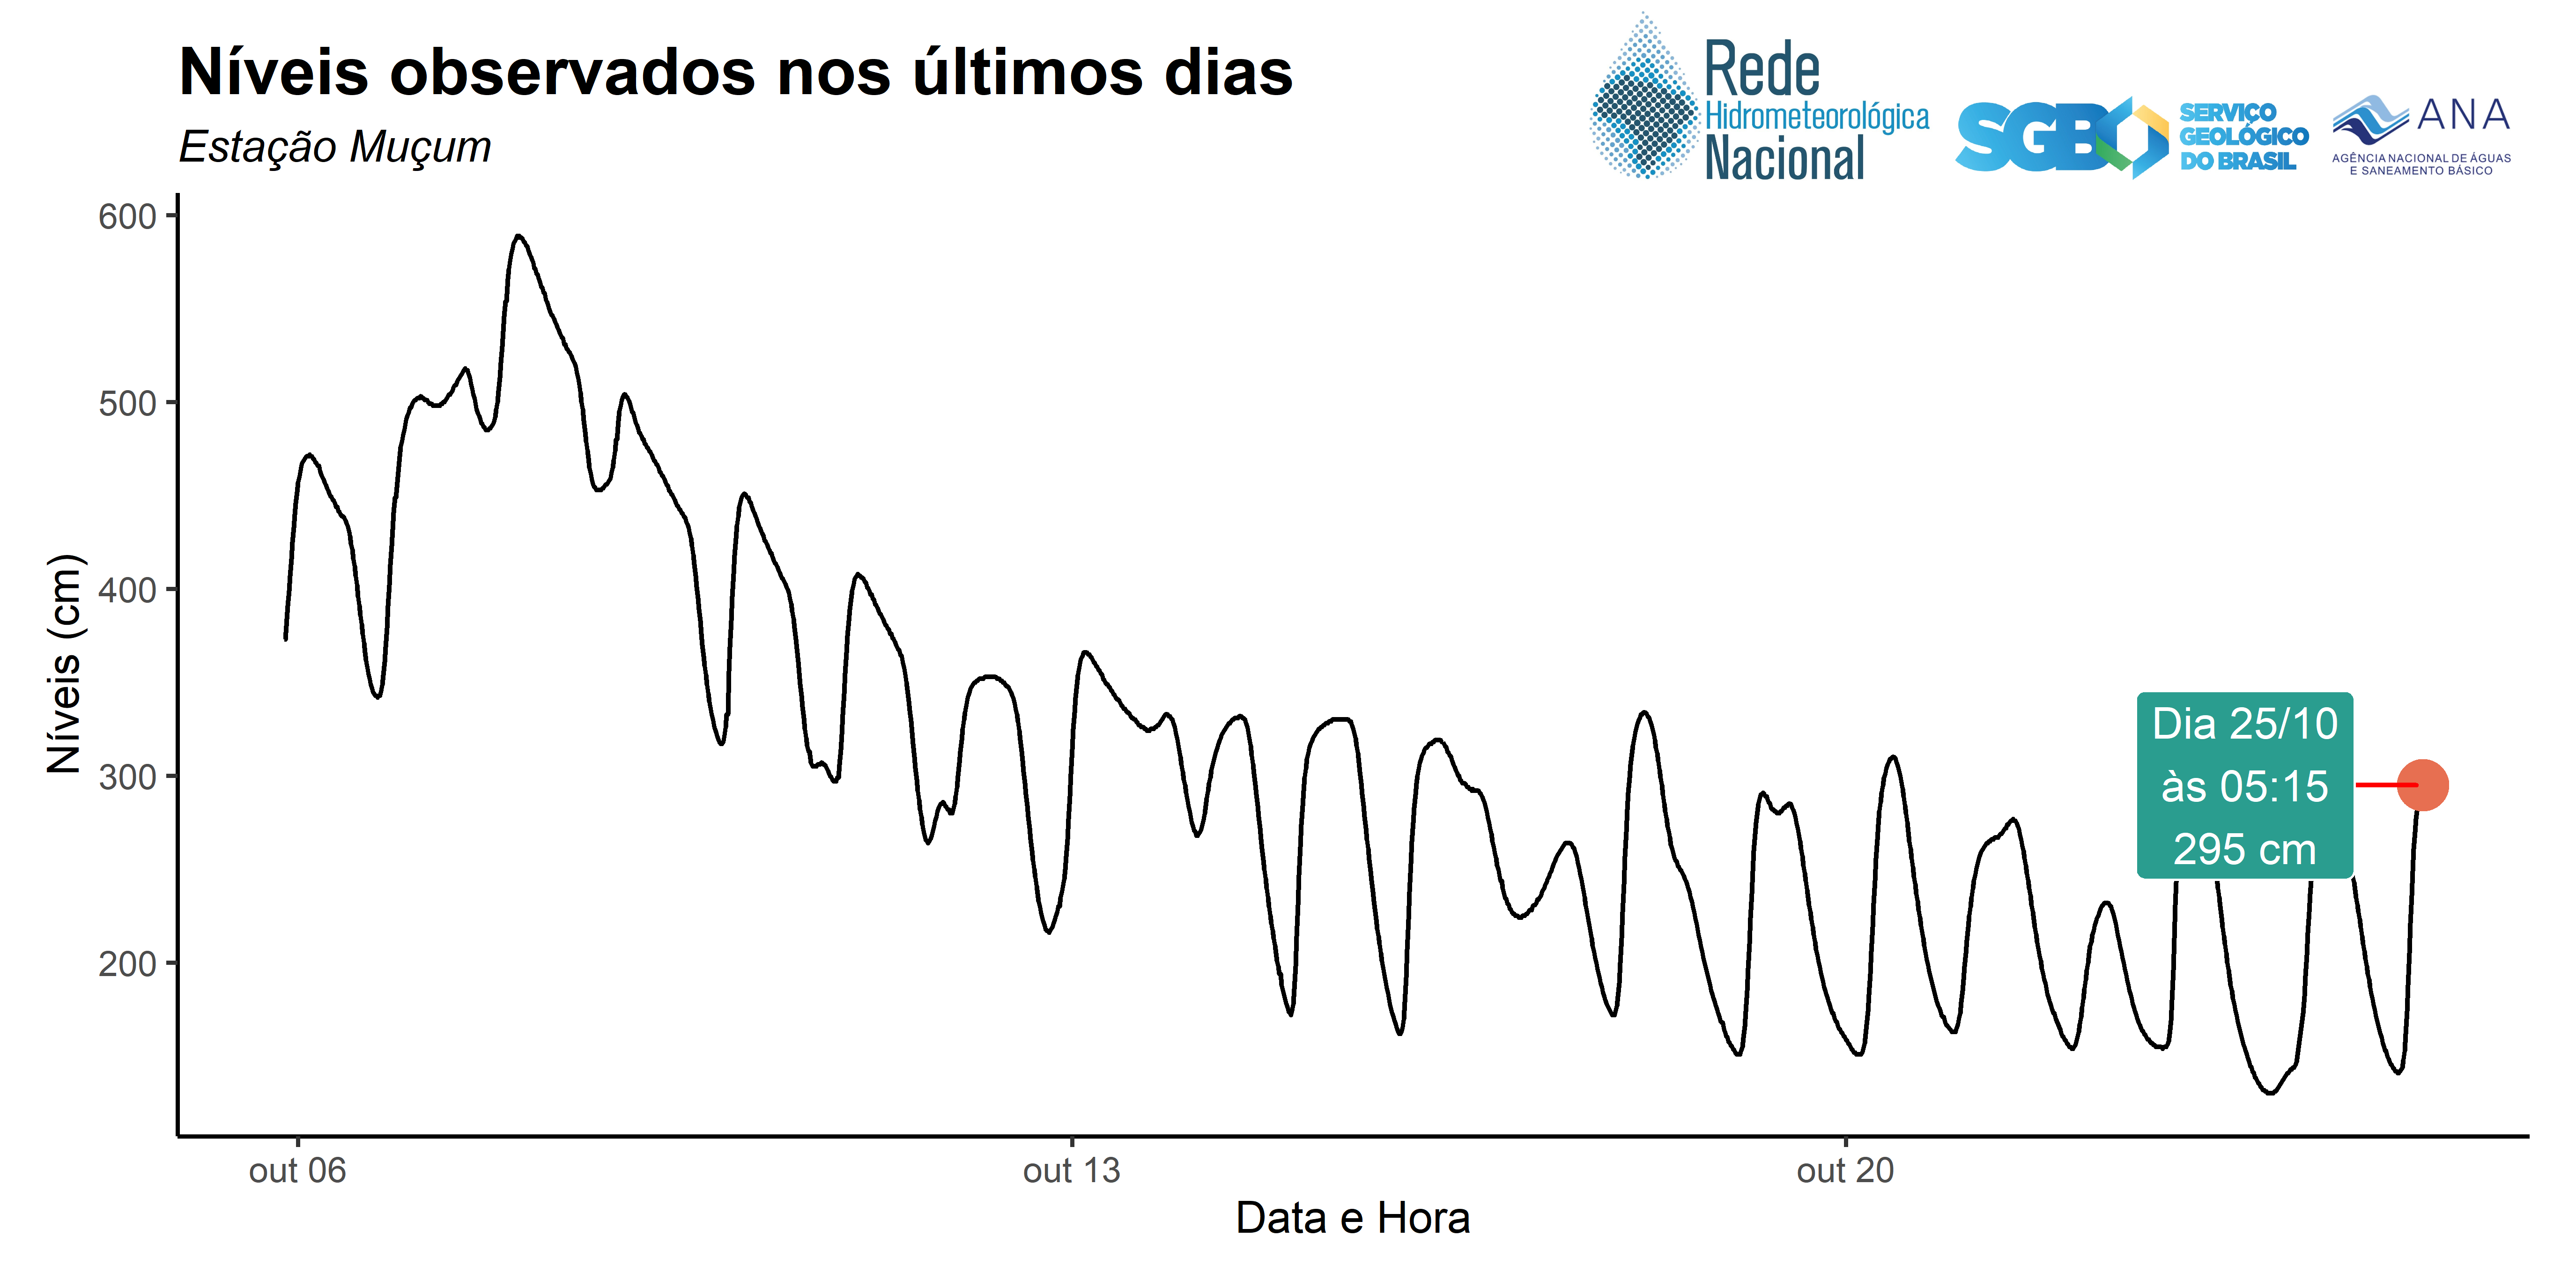 Níveis observados nos últimos dias
Estação Muçum
Rede
Hidrometeorológica
Nacional
SGB
SERVIÇO
GEOLÓGICO
DO BRASIL
ANA
AGÊNCIA NACIONAL DE ÁGUAS
E SANEAMENTO BÁSICO
Níveis (cm)
600
500
400
300
200
Dia 25/10
às 05:15
295 cm
out 06
out 13
out 20
Data e Hora